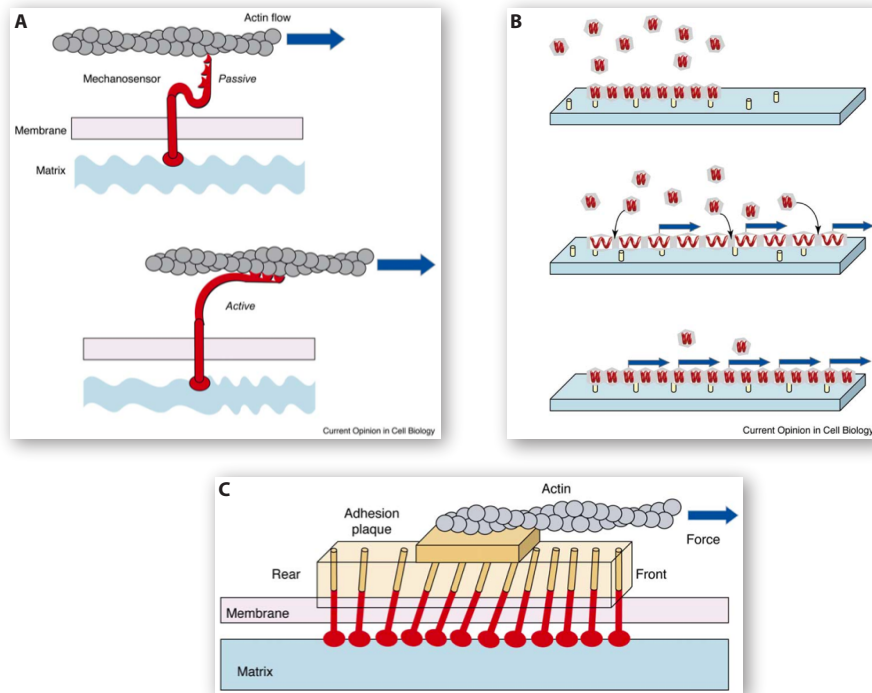 A
Actin flow
Mechanosensor
Passive
Membrane
Matrix
Active
Current Opinion in Cell Biology
B
Current Opinion in Cell Biology
C
Actin
Adhesion
plaque
Force
Rear
Front
Membrane
Matrix